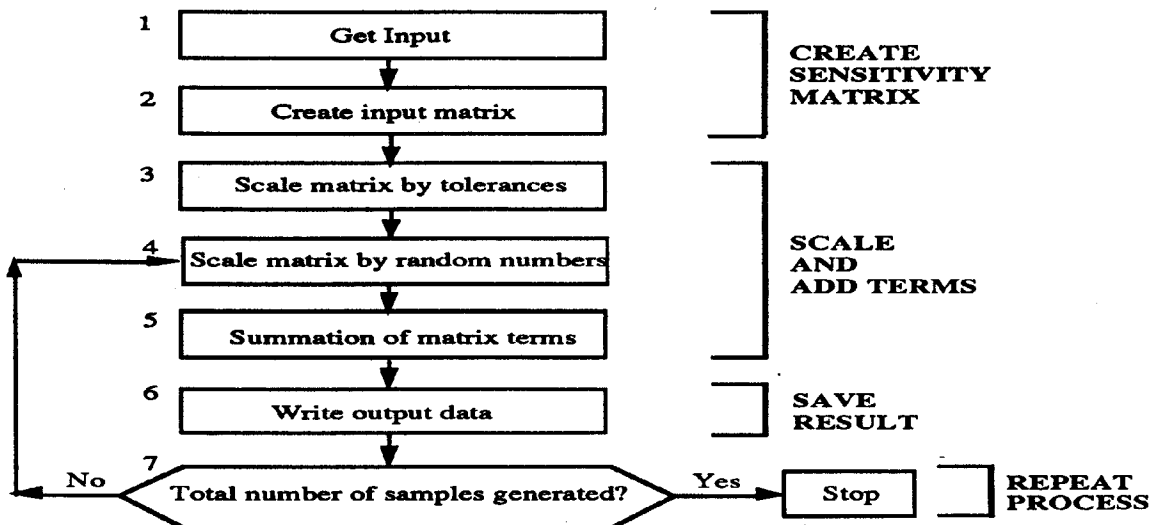 1
Get Input
2
Create input matrix
CREATE
SENSITIVITY
MATRIX
3
Scale matrix by tolerances
4
Scale matrix by random numbers
5
Summation of matrix terms
SCALE
AND
ADD TERMS
6
Write output data
SAVE
RESULT
7
Total number of samples generated?
No
Yes
Stop
REPEAT
PROCESS